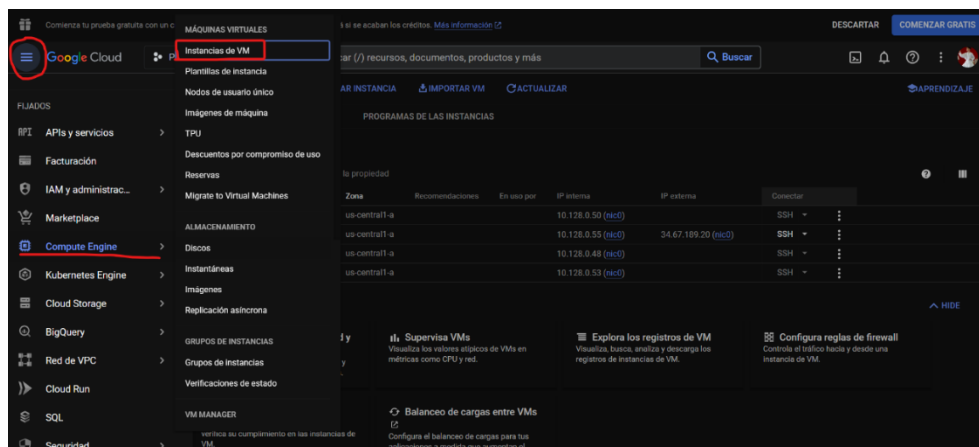 Comienza tu prueba gratuita con un c
á si se acaban los créditos. Más información
DESCARTAR
COMENZAR GRATIS
Google Cloud
P
car (/) recursos, documentos, productos y más
Buscar
MÁQUINAS VIRTUALES
Instancias de VM
Plantillas de instancia
Nodos de usuario único
Imágenes de máquina
TPU
Descuentos por compromiso de uso
Reservas
Migrate to Virtual Machines
ALMACENAMIENTO
Discos
Instantáneas
Imágenes
Replicación asíncrona
GRUPOS DE INSTANCIAS
Grupos de instancias
Verificaciones de estado
VM MANAGER
FIJADOS
API APIs y servicios
Facturación
IAM y administrac...
Marketplace
Compute Engine
Kubernetes Engine
Cloud Storage
BigQuery
Red de VPC
Cloud Run
SQL
Seguridad
AR INSTANCIA
IMPORTAR VM
ACTUALIZAR
APRENDIZAJE
PROGRAMAS DE LAS INSTANCIAS
la propiedad
Zona Recomendaciones En uso por IP interna IP externa Conectar
us-central1-a 10.128.0.50 (nic0) SSH
us-central1-a 10.128.0.55 (nic0) 34.67.189.20 (nic0) SSH
us-central1-a 10.128.0.48 (nic0) SSH
us-central1-a 10.128.0.53 (nic0) SSH
HIDE
d y
y
Supervisa VMs
Visualiza los valores atípicos de VMs en
métricas como CPU y red.
Explora los registros de VM
Visualiza, busca, analiza y descarga los
registros de instancias de VM.
Configura reglas de firewall
Controla el tráfico hacia y desde una
instancia de VM.
verifica su cumplimiento en las instancias de
VM.
Balanceo de cargas entre VMs
Configura el balanceo de cargas para tus